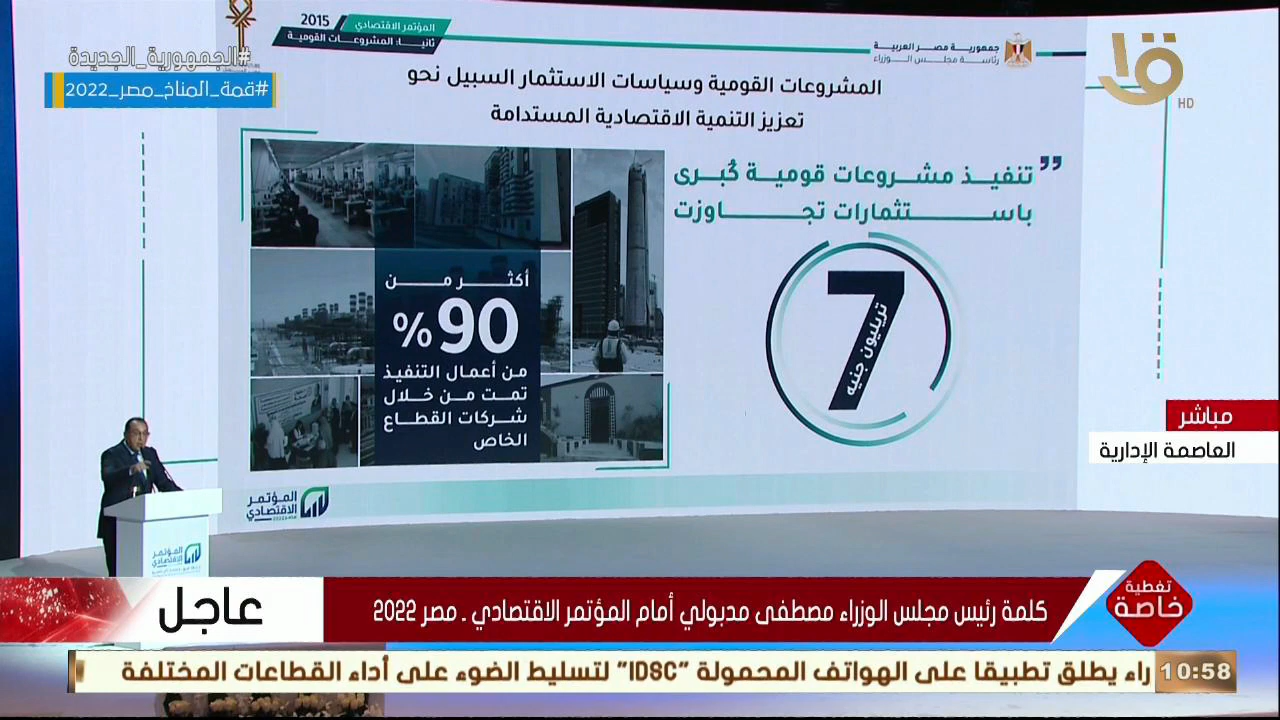 المؤتمر الاقتصادي 2015
ثانيا: المشروعات القومية
جمهورية مصر العربية
رئاسة مجلس الوزراء
#الجمهورية_الجديدة
#قمة_المناخ_مصر_2022
HD
المشروعات القومية وسياسات الاستثمار السبيل نحو
تعزيز التنمية الاقتصادية المستدامة
تنفيذ مشروعات قومية كُبرى
باستثمارات تجاوزت
7
تريليون جنيه
أكثر من
90%
من أعمال التنفيذ
تمت من خلال
شركات القطاع
الخاص
مباشر
العاصمة الإدارية
المؤتمر
الاقتصادي
المؤتمر
الاقتصادي
تغطية
خاصة
كلمة رئيس مجلس الوزراء مصطفى مدبولي أمام المؤتمر الاقتصادي - مصر 2022
عاجل
10:58
راء يطلق تطبيقا على الهواتف المحمولة "IDSC" لتسليط الضوء على أداء القطاعات المختلفة